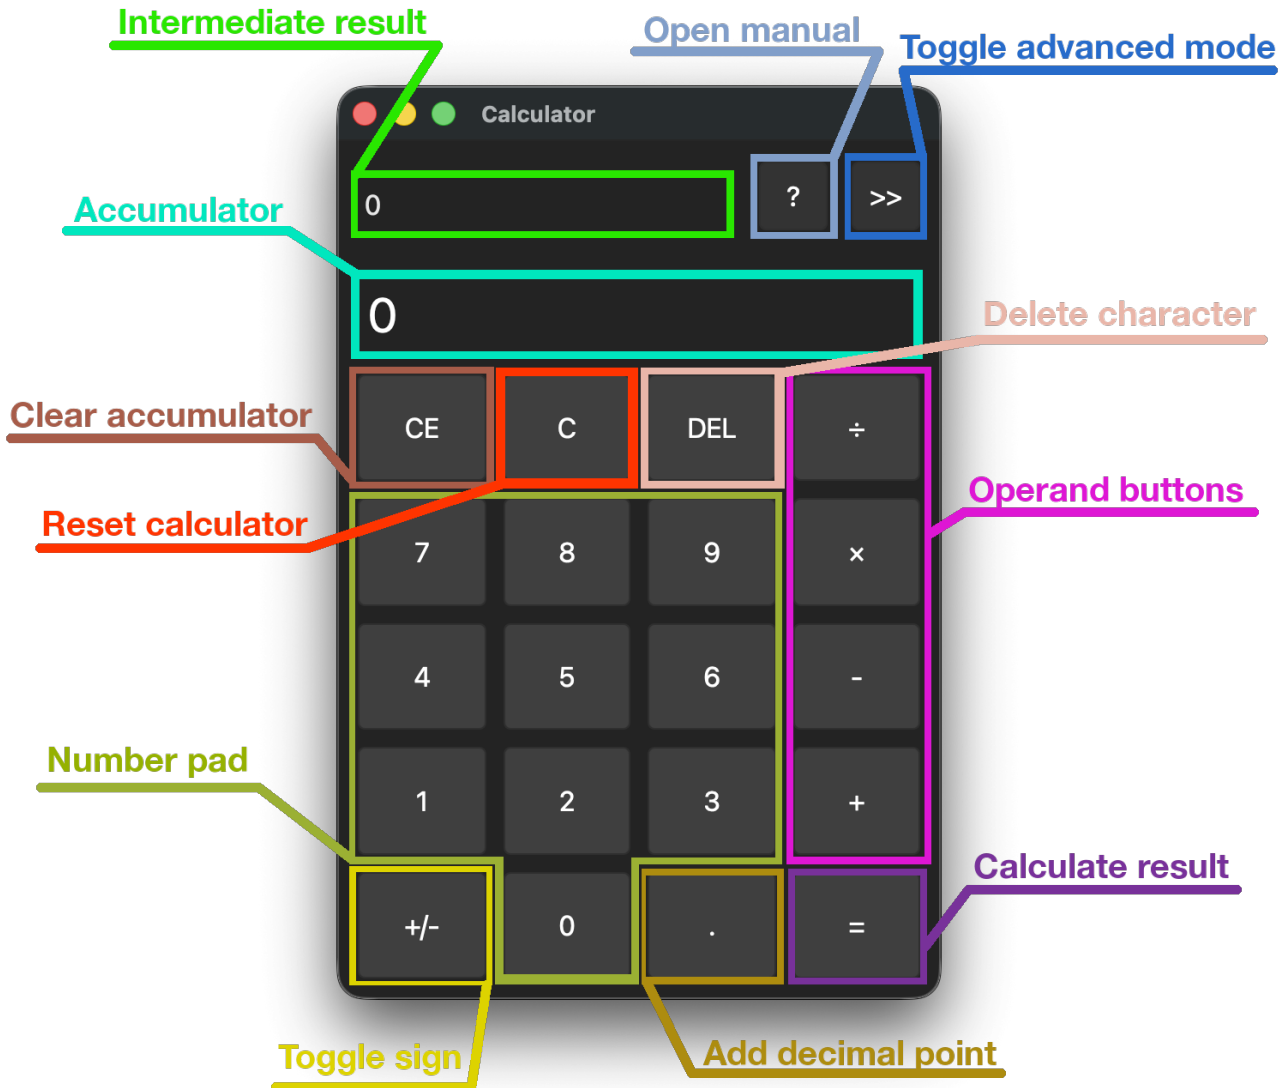 Intermediate result
Open manual
Toggle advanced mode
Calculator
0
?
>>
Accumulator
0
Delete character
Clear accumulator
CE
C
DEL
÷
Operand buttons
Reset calculator
7
8
9
×
4
5
6
-
Number pad
1
2
3
+
Calculate result
+/-
0
.
=
Toggle sign
Add decimal point